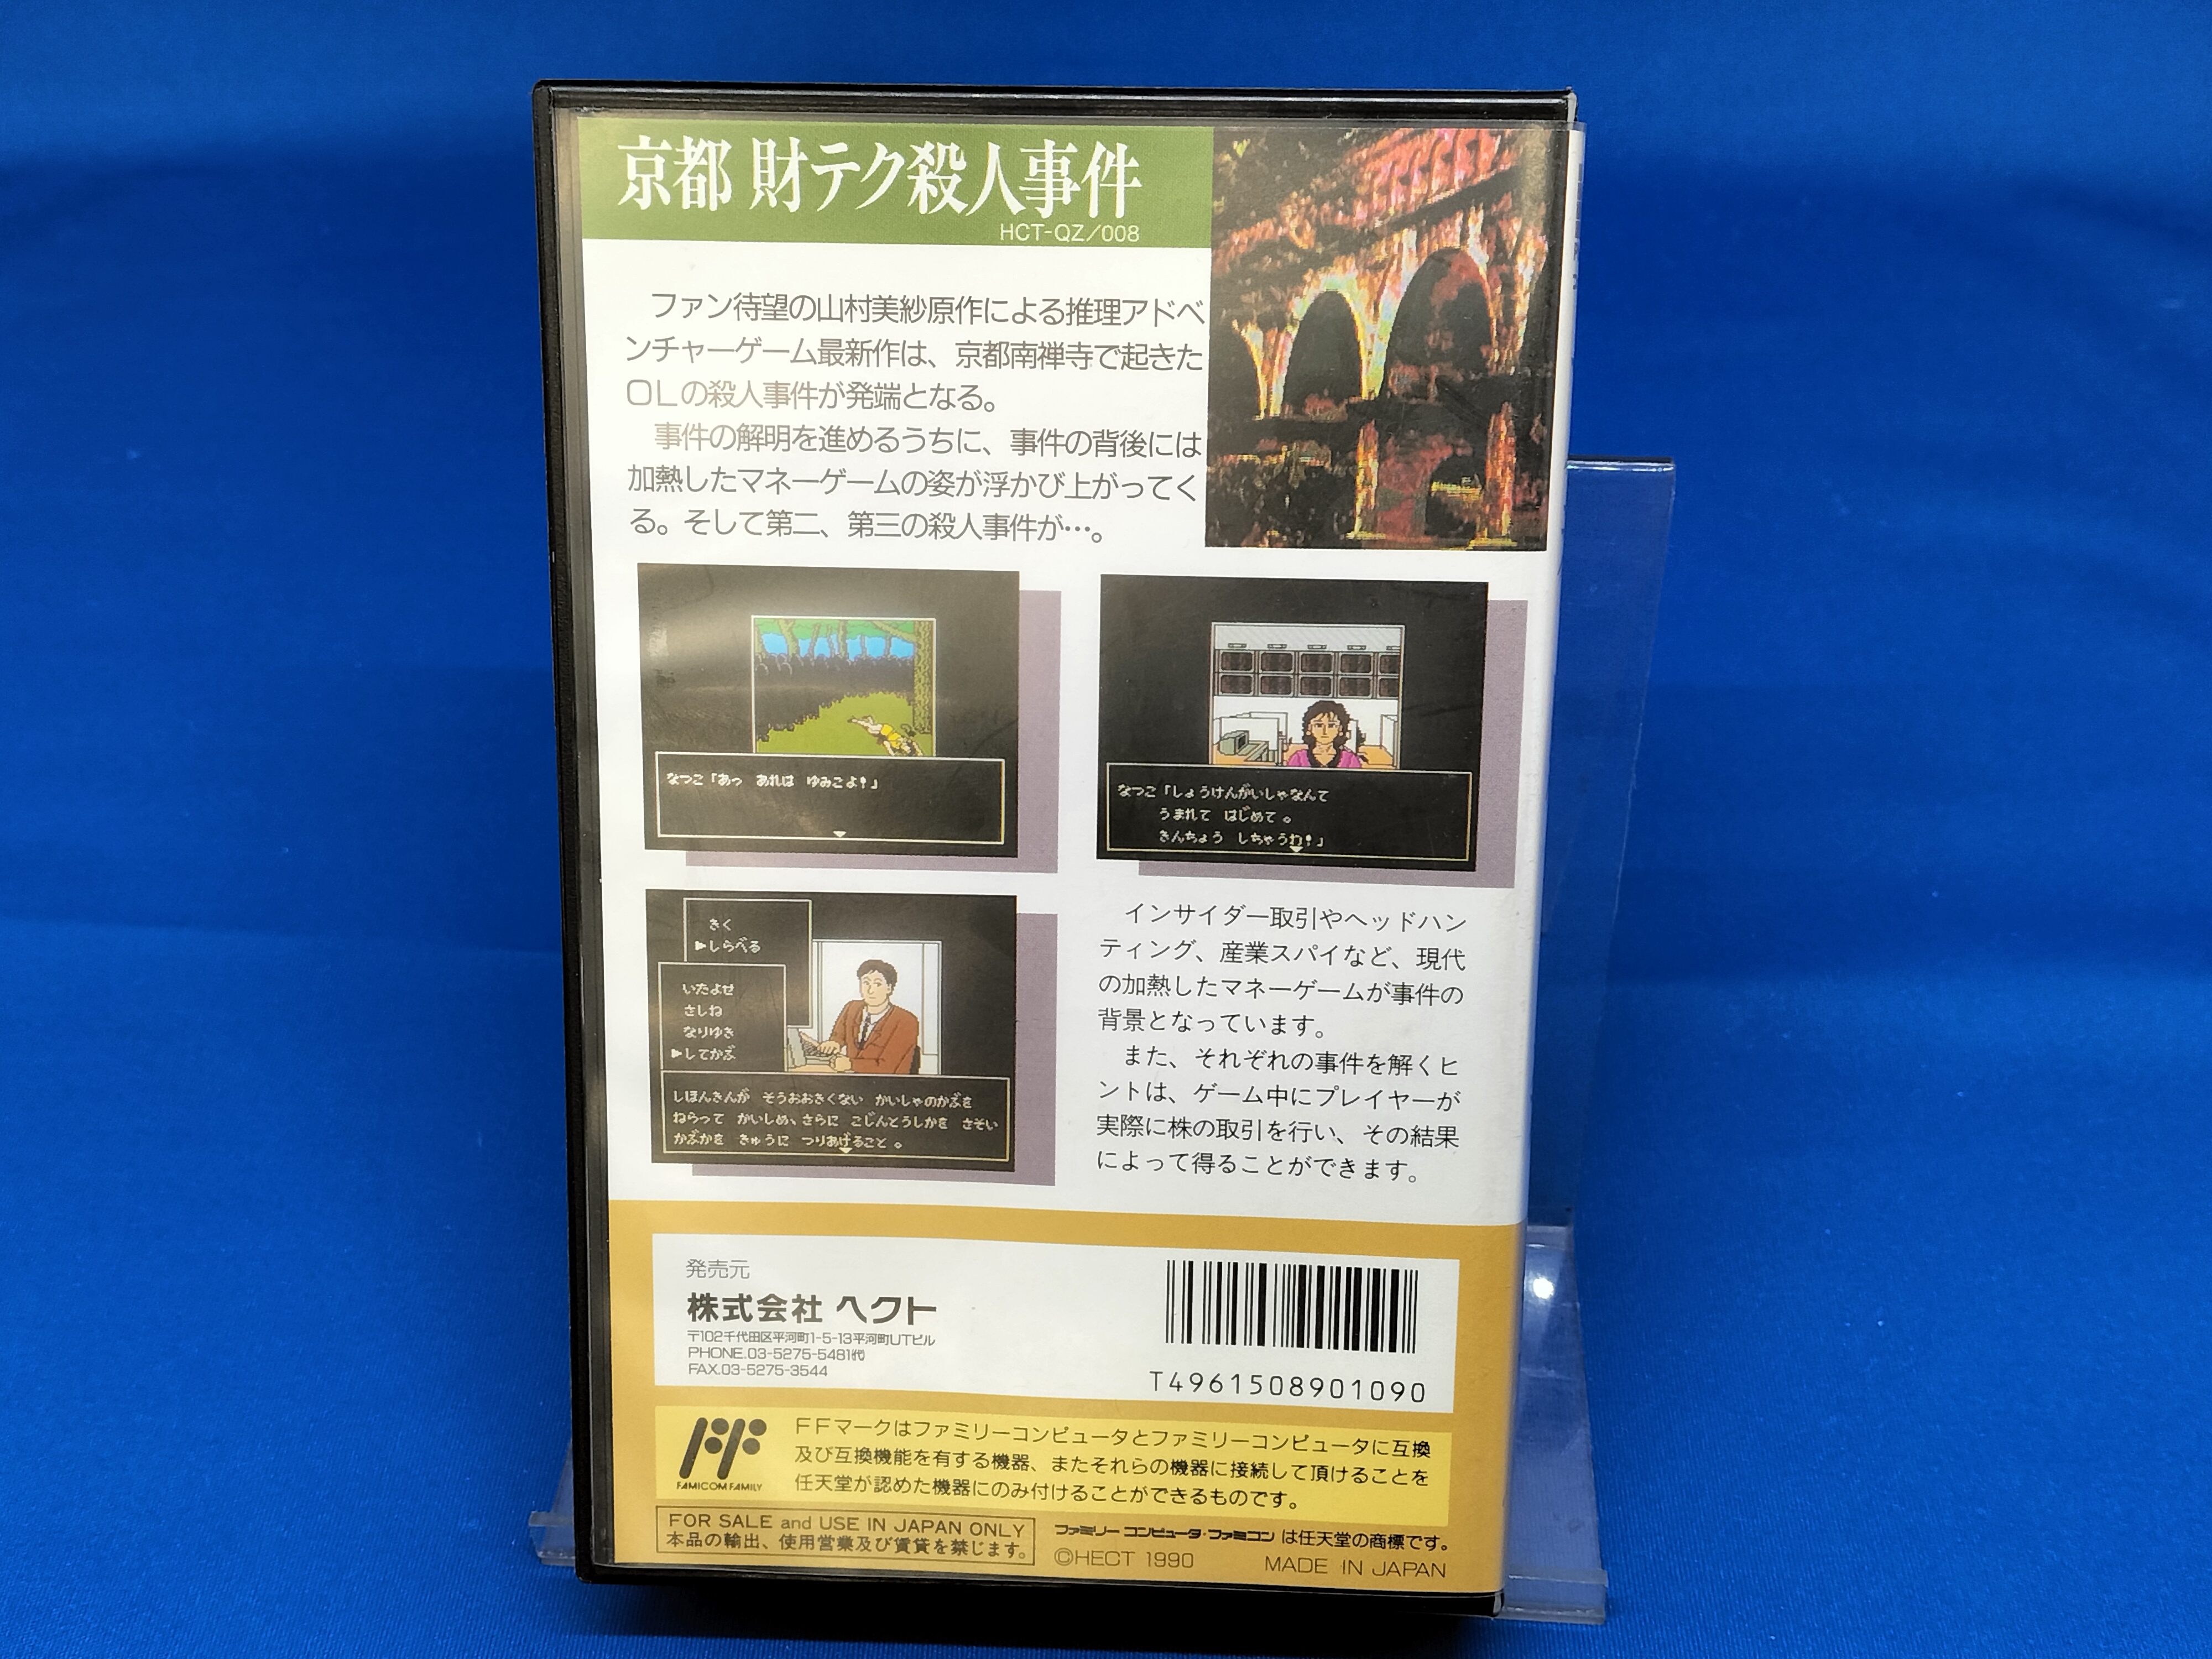 京都 財テク殺人事件
HCT-QZ/008
ファン待望の山村美紗原作による推理アドベ
ンチャーゲーム最新作は、京都南禅寺で起きた
OLの殺人事件が発端となる。
事件の解明を進めるうちに、事件の背後には
加熱したマネーゲームの姿が浮かび上がってく
る。そして第二、第三の殺人事件が…。
なつこ「あっ あれは ゆみこよ!」
なつこ「しょうけんがいしゃなんて
うまれて はじめて。
きんちょう しちゃうわ!」
きく
▶しらべる
いたよせ
さしね
なりゆき
▶してかぶ
しほんきんが そうおおきくない かいしゃのかぶを
ねらって かいしめ、さらに こじんとうしかを さそい
かぶかを きゅうに つりあげること。
インサイダー取引やヘッドハン
ティング、産業スパイなど、現代
の加熱したマネーゲームが事件の
背景となっています。
また、それぞれの事件を解くヒ
ントは、ゲーム中にプレイヤーが
実際に株の取引を行い、その結果
によって得ることができます。
発売元
株式会社 ヘクト
〒102千代田区平河町1-5-13平河町UTビル
PHONE.03-5275-5481㈹
FAX.03-5275-3544
T4961508901090
FF
FAMICOM FAMILY
FFマークはファミリーコンピュータとファミリーコンピュータに互換
及び互換機能を有する機器、またそれらの機器に接続して頂けることを
任天堂が認めた機器にのみ付けることができるものです。
FOR SALE and USE IN JAPAN ONLY
本品の輸出、使用営業及び賃貸を禁じます。
ファミリーコンピュータ・ファミコン は任天堂の商標です。
©HECT 1990
MADE IN JAPAN